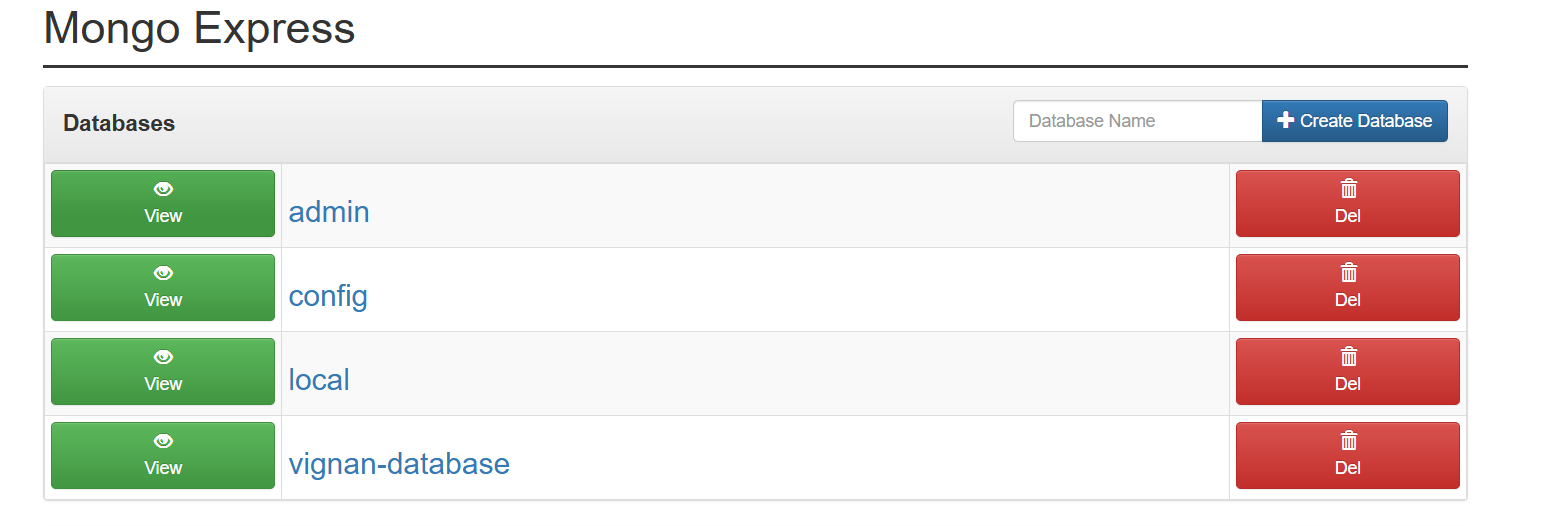 Mongo Express
Databases
Database Name
Create Database
View
admin
Del
View
config
Del
View
local
Del
View
vignan-database
Del